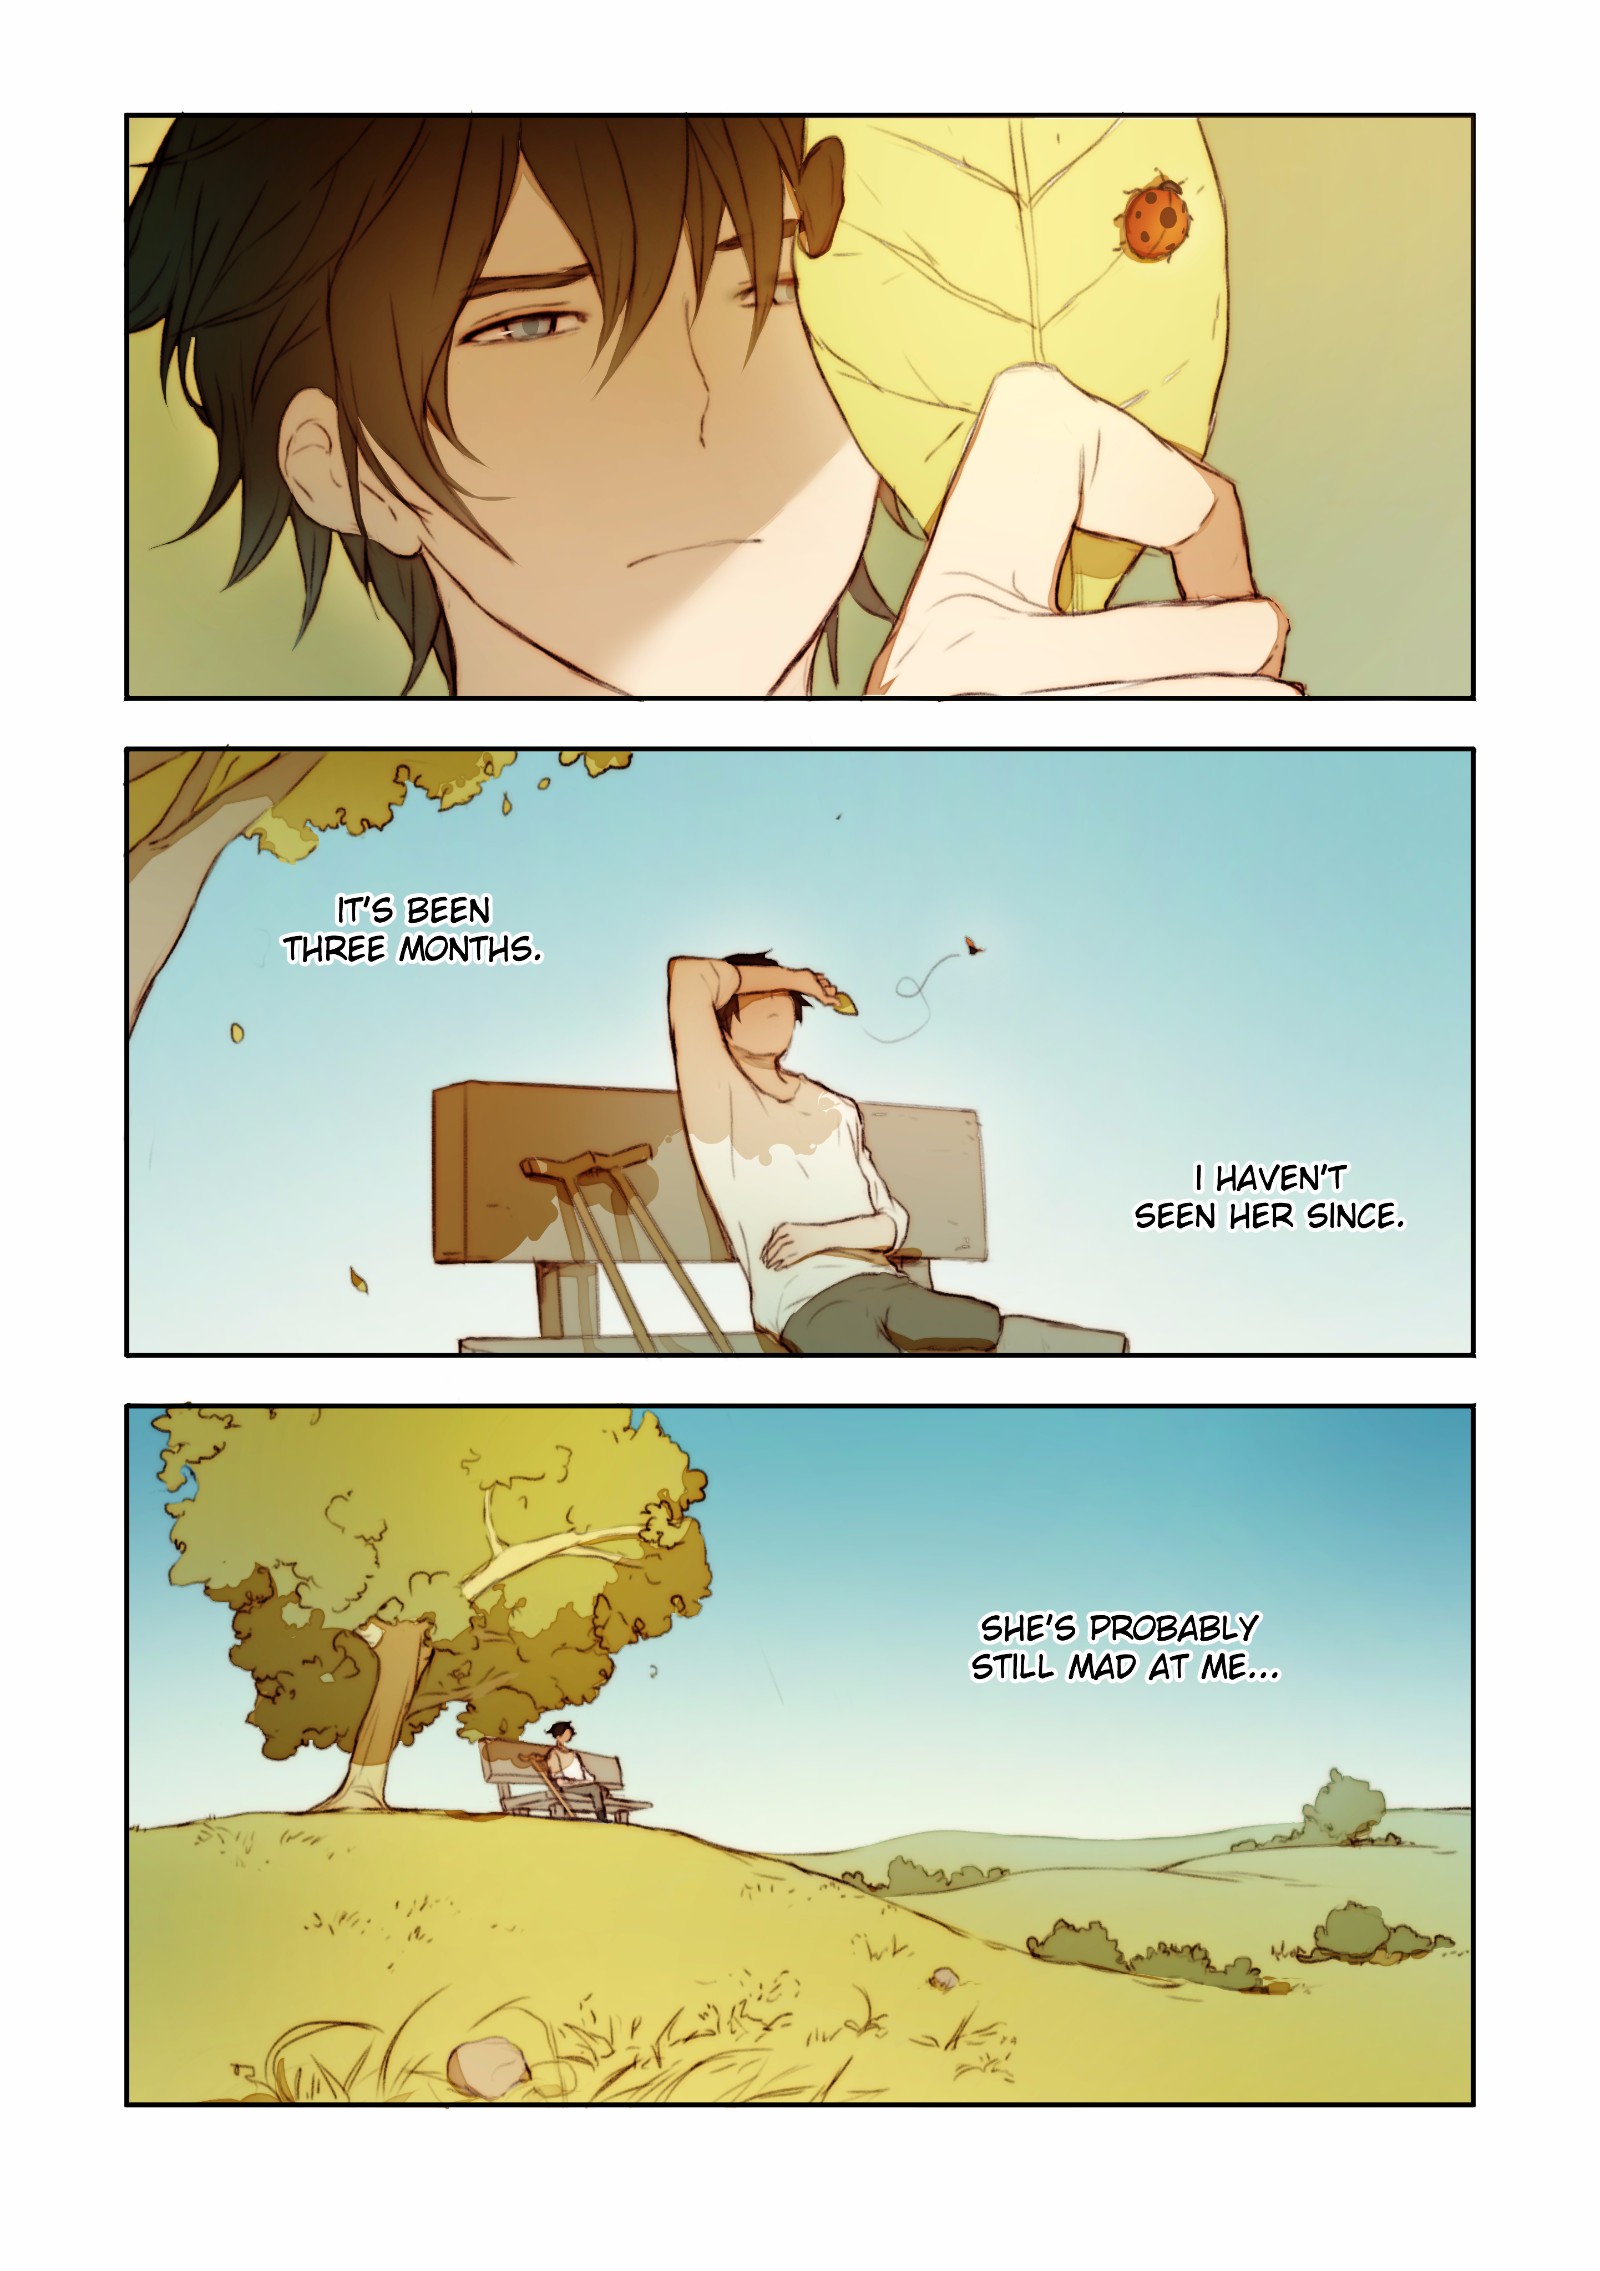 IT'S BEEN
THREE MONTHS.
I HAVEN'T
SEEN HER SINCE.
SHE'S PROBABLY
STILL MAD AT ME...